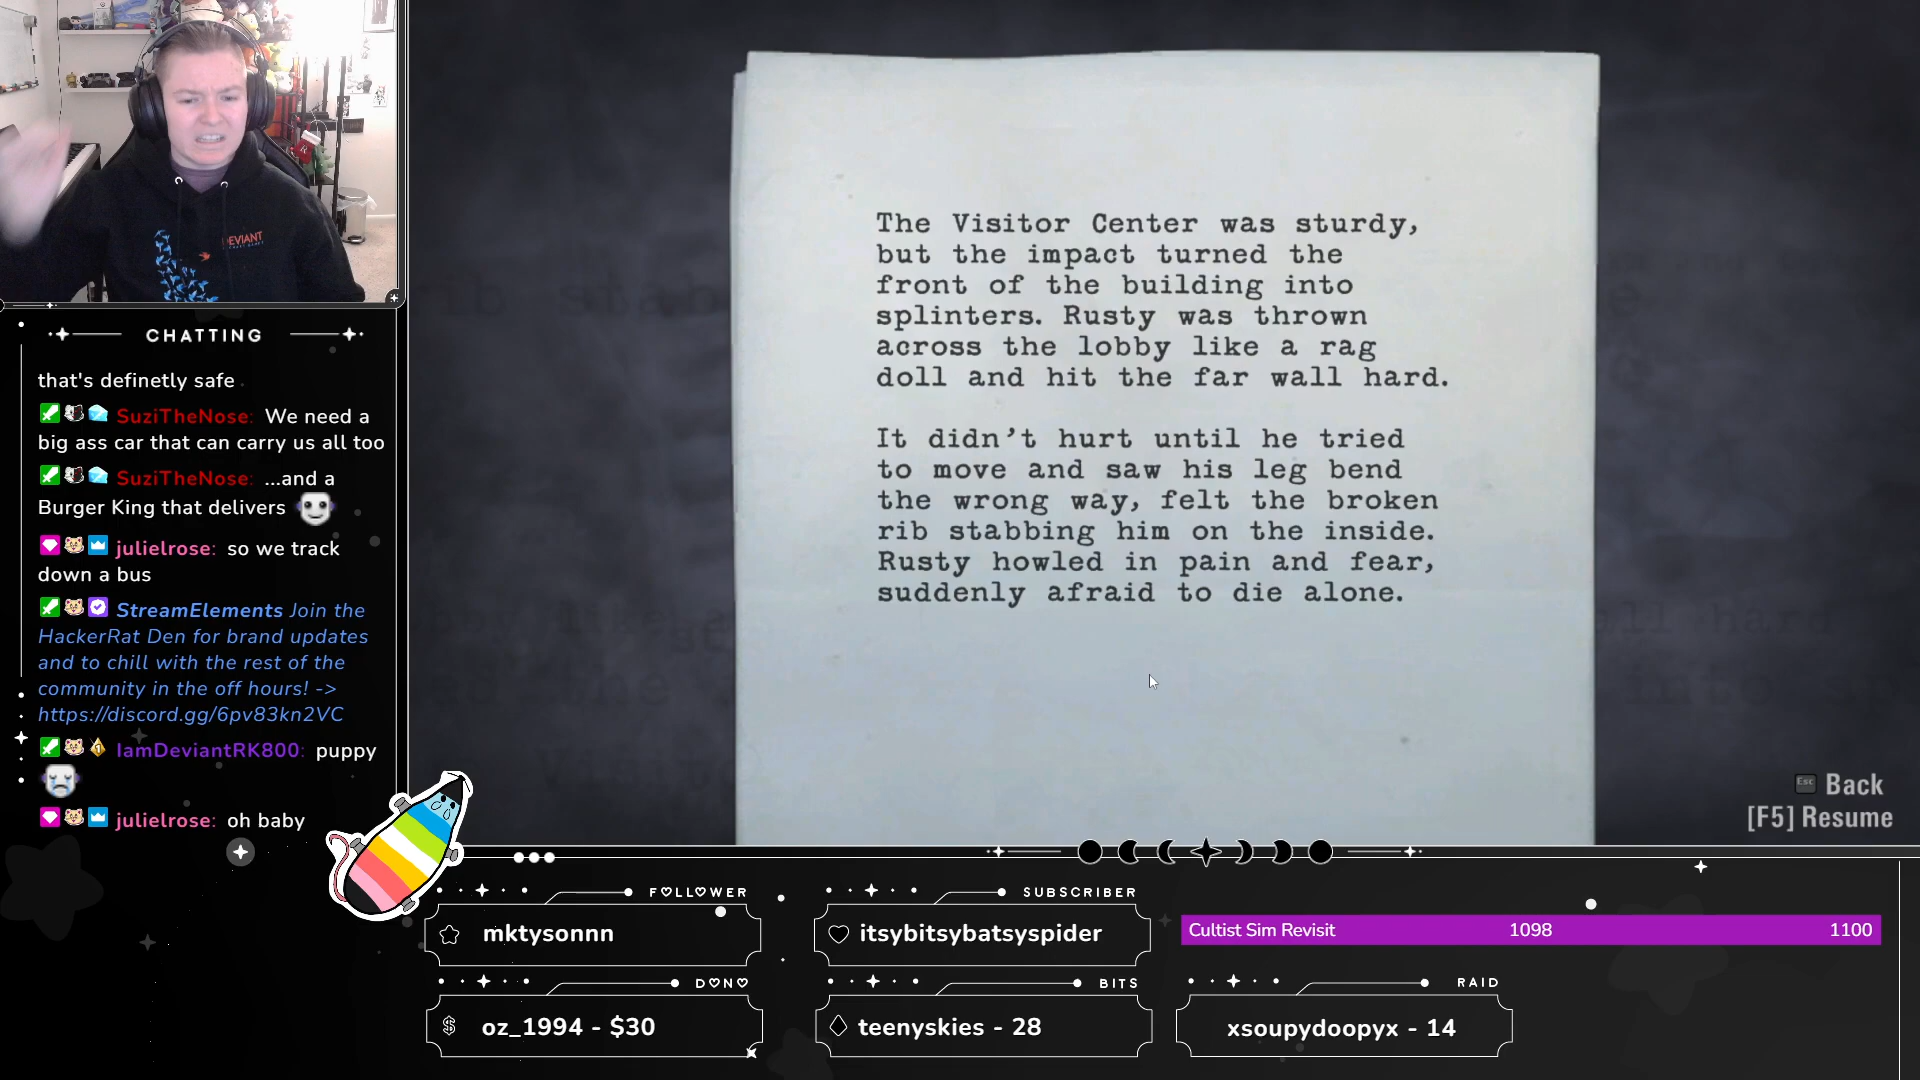 EVIANT
CHATTING
that's definetly safe
SuziTheNose: We need a
big ass car that can carry us all too
SuziTheNose: ...and a
Burger King that delivers
julielrose: so we track
down a bus
StreamElements Join the
HackerRat Den for brand updates
and to chill with the rest of the
community in the off hours! ->
https://discord.gg/6pv83kn2VC
IamDeviantRK800: puppy
julielrose: oh baby
The Visitor Center was sturdy,
but the impact turned the
front of the building into
splinters. Rusty was thrown
across the lobby like a rag
doll and hit the far wall hard.
It didn't hurt until he tried
to move and saw his leg bend
the wrong way, felt the broken
rib stabbing him on the inside.
Rusty howled in pain and fear,
suddenly afraid to die alone.
Esc Back
[F5] Resume
FOLLOWER
mktysonnn
SUBSCRIBER
itsybitsybatsyspider
Cultist Sim Revisit 1098 1100
DONO
oz_1994 - $30
BITS
teenyskies - 28
RAID
xsoupydoopyx - 14